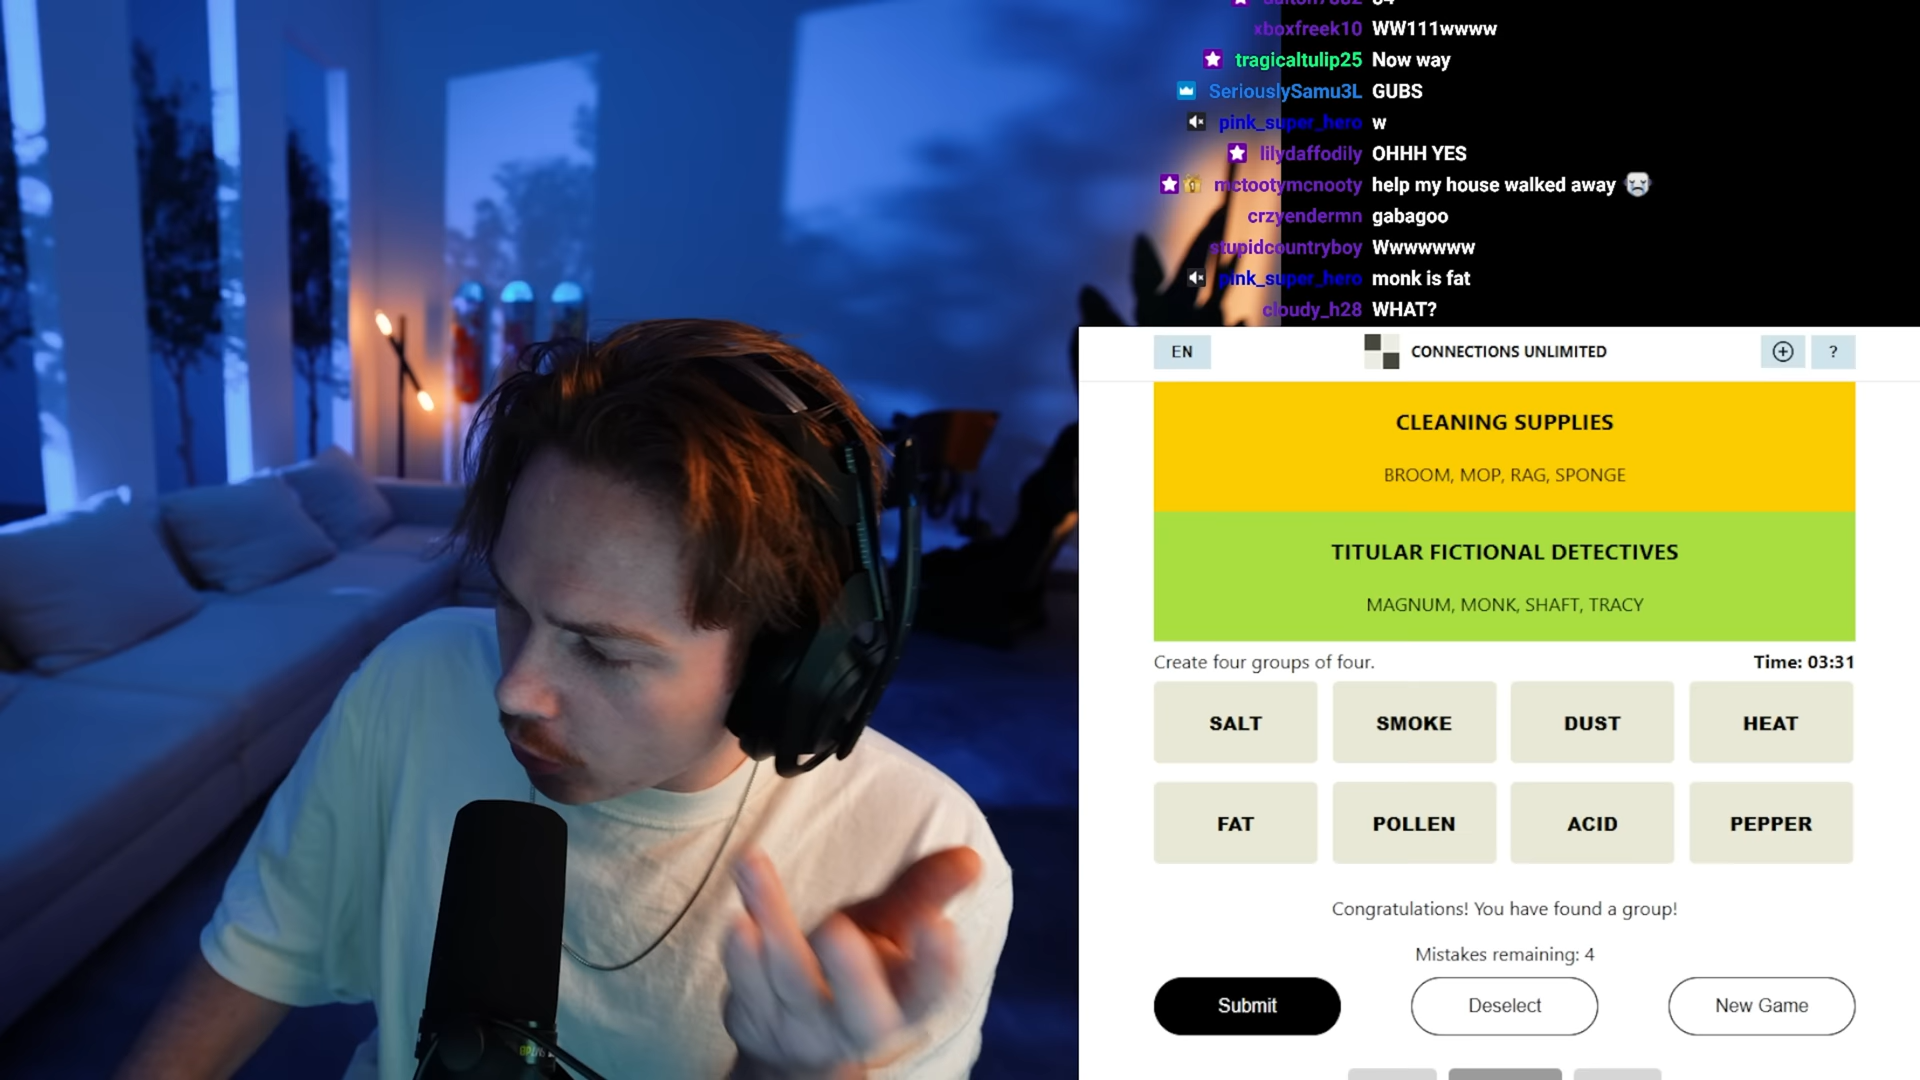 xboxfreek10 WW111wwww
tragicaltulip25 Now way
SeriouslySamu3L GUBS
pink_super_hero w
lilydaffodily OHHH YES
mctootymcnooty help my house walked away
crzyendermn gabagoo
stupidcountryboy Wwwwwww
pink_super_hero monk is fat
cloudy_h28 WHAT?
EN
CONNECTIONS UNLIMITED
?
CLEANING SUPPLIES
BROOM, MOP, RAG, SPONGE
TITULAR FICTIONAL DETECTIVES
MAGNUM, MONK, SHAFT, TRACY
Create four groups of four.
Time: 03:31
SALT SMOKE DUST HEAT
FAT POLLEN ACID PEPPER
Congratulations! You have found a group!
Mistakes remaining: 4
Submit Deselect New Game